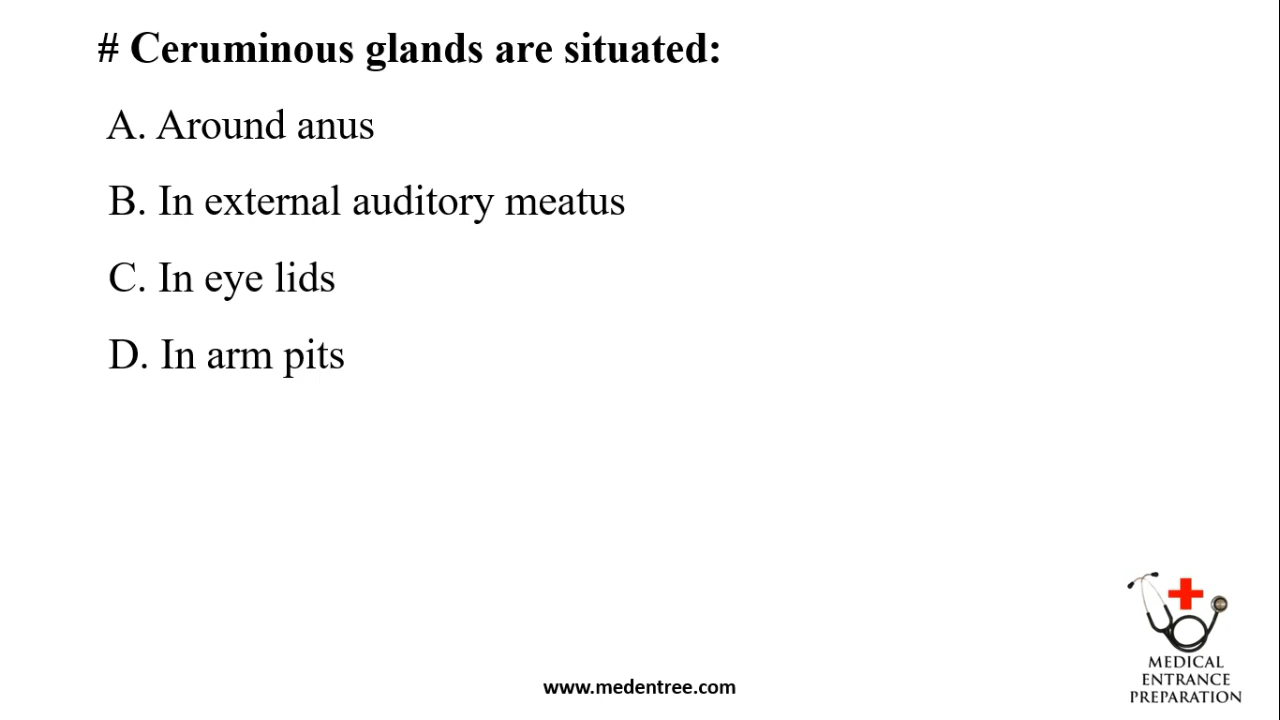 # Ceruminous glands are situated:
A. Around anus
B. In external auditory meatus
C. In eye lids
D. In arm pits
MEDICAL
ENTRANCE
PREPARATION
www.medentree.com